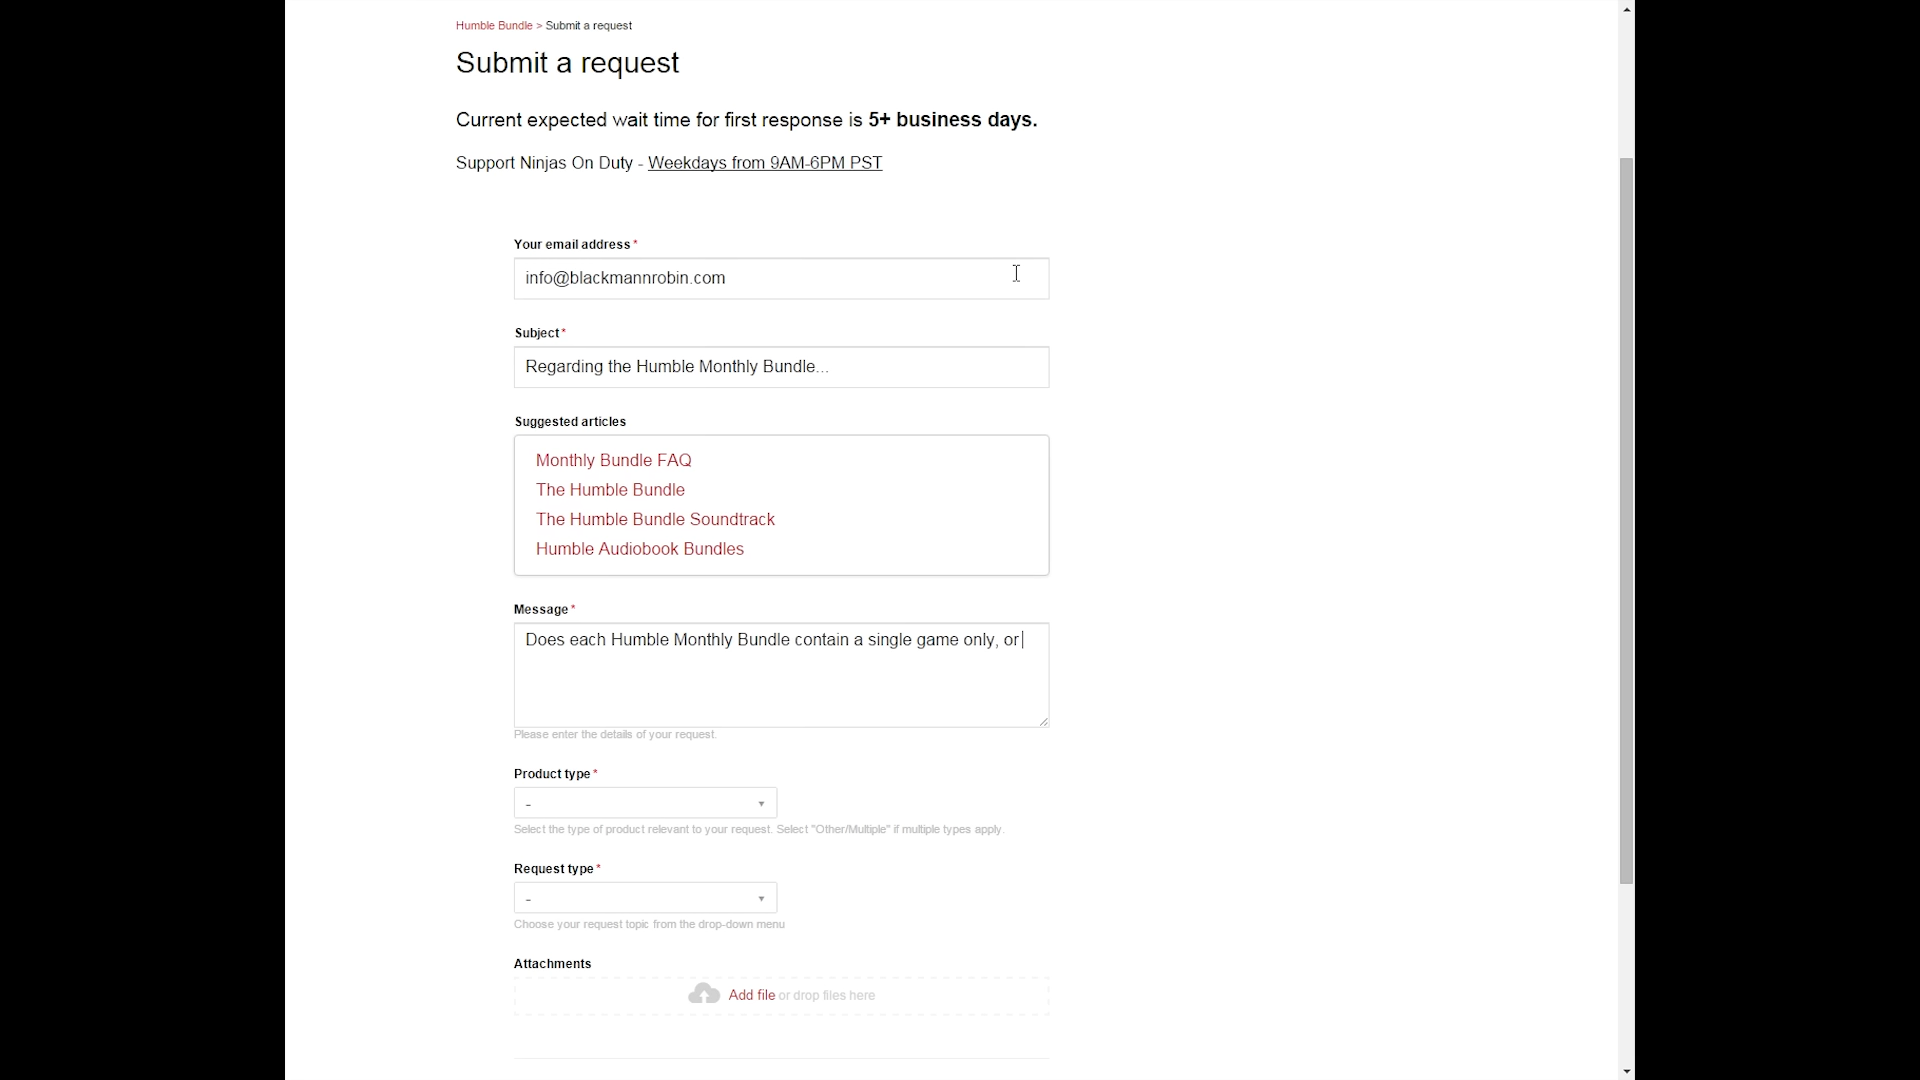 Humble Bundle > Submit a request
Submit a request
Current expected wait time for first response is 5+ business days.
Support Ninjas On Duty - Weekdays from 9AM-6PM PST
Your email address*
info@blackmannrobin.com
Subject*
Regarding the Humble Monthly Bundle...
Suggested articles
Monthly Bundle FAQ
The Humble Bundle
The Humble Bundle Soundtrack
Humble Audiobook Bundles
Message*
Does each Humble Monthly Bundle contain a single game only, or
Please enter the details of your request.
Product type*
-
Select the type of product relevant to your request. Select "Other/Multiple" if multiple types apply.
Request type*
-
Choose your request topic from the drop-down menu
Attachments
Add file or drop files here